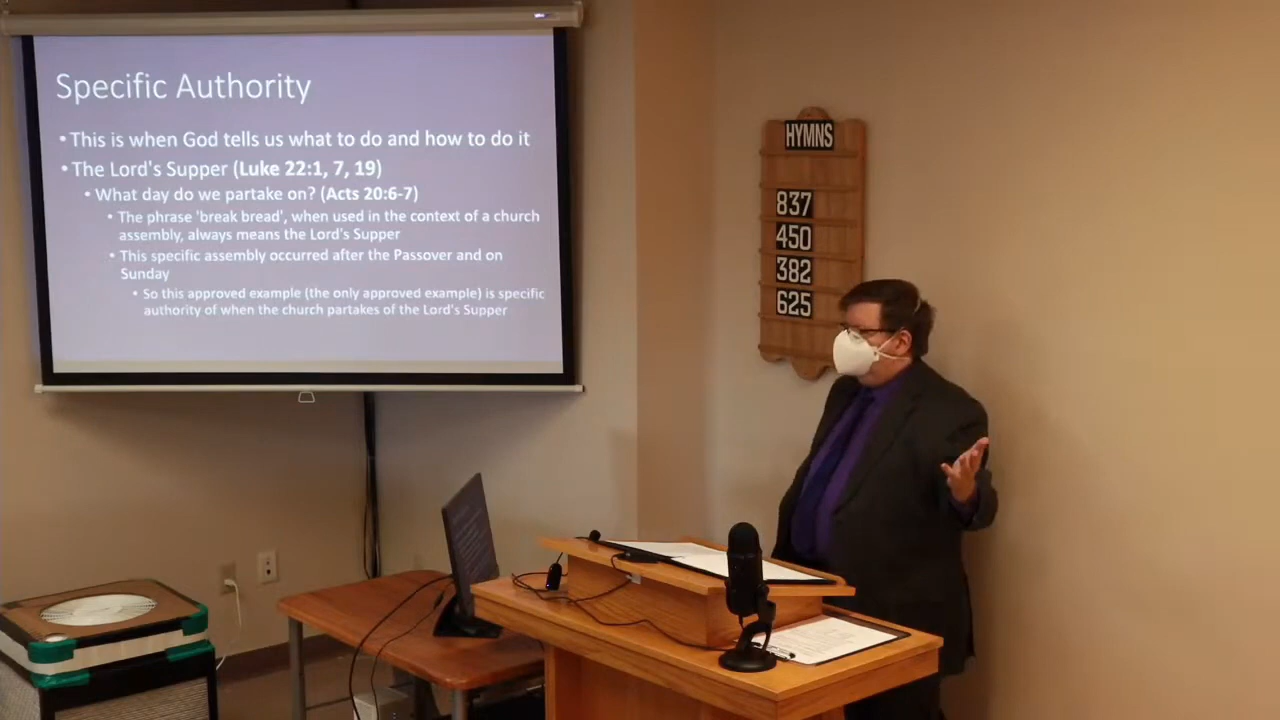 Specific Authority
• This is when God tells us what to do and how to do it
• The Lord's Supper (Luke 22:1, 7, 19)
• What day do we partake on? (Acts 20:6-7)
• The phrase 'break bread', when used in the context of a church
assembly, always means the Lord's Supper
• This specific assembly occurred after the Passover and on
Sunday
• So this approved example (the only approved example) is specific
authority of when the church partakes of the Lord's Supper
HYMNS
837
450
382
625